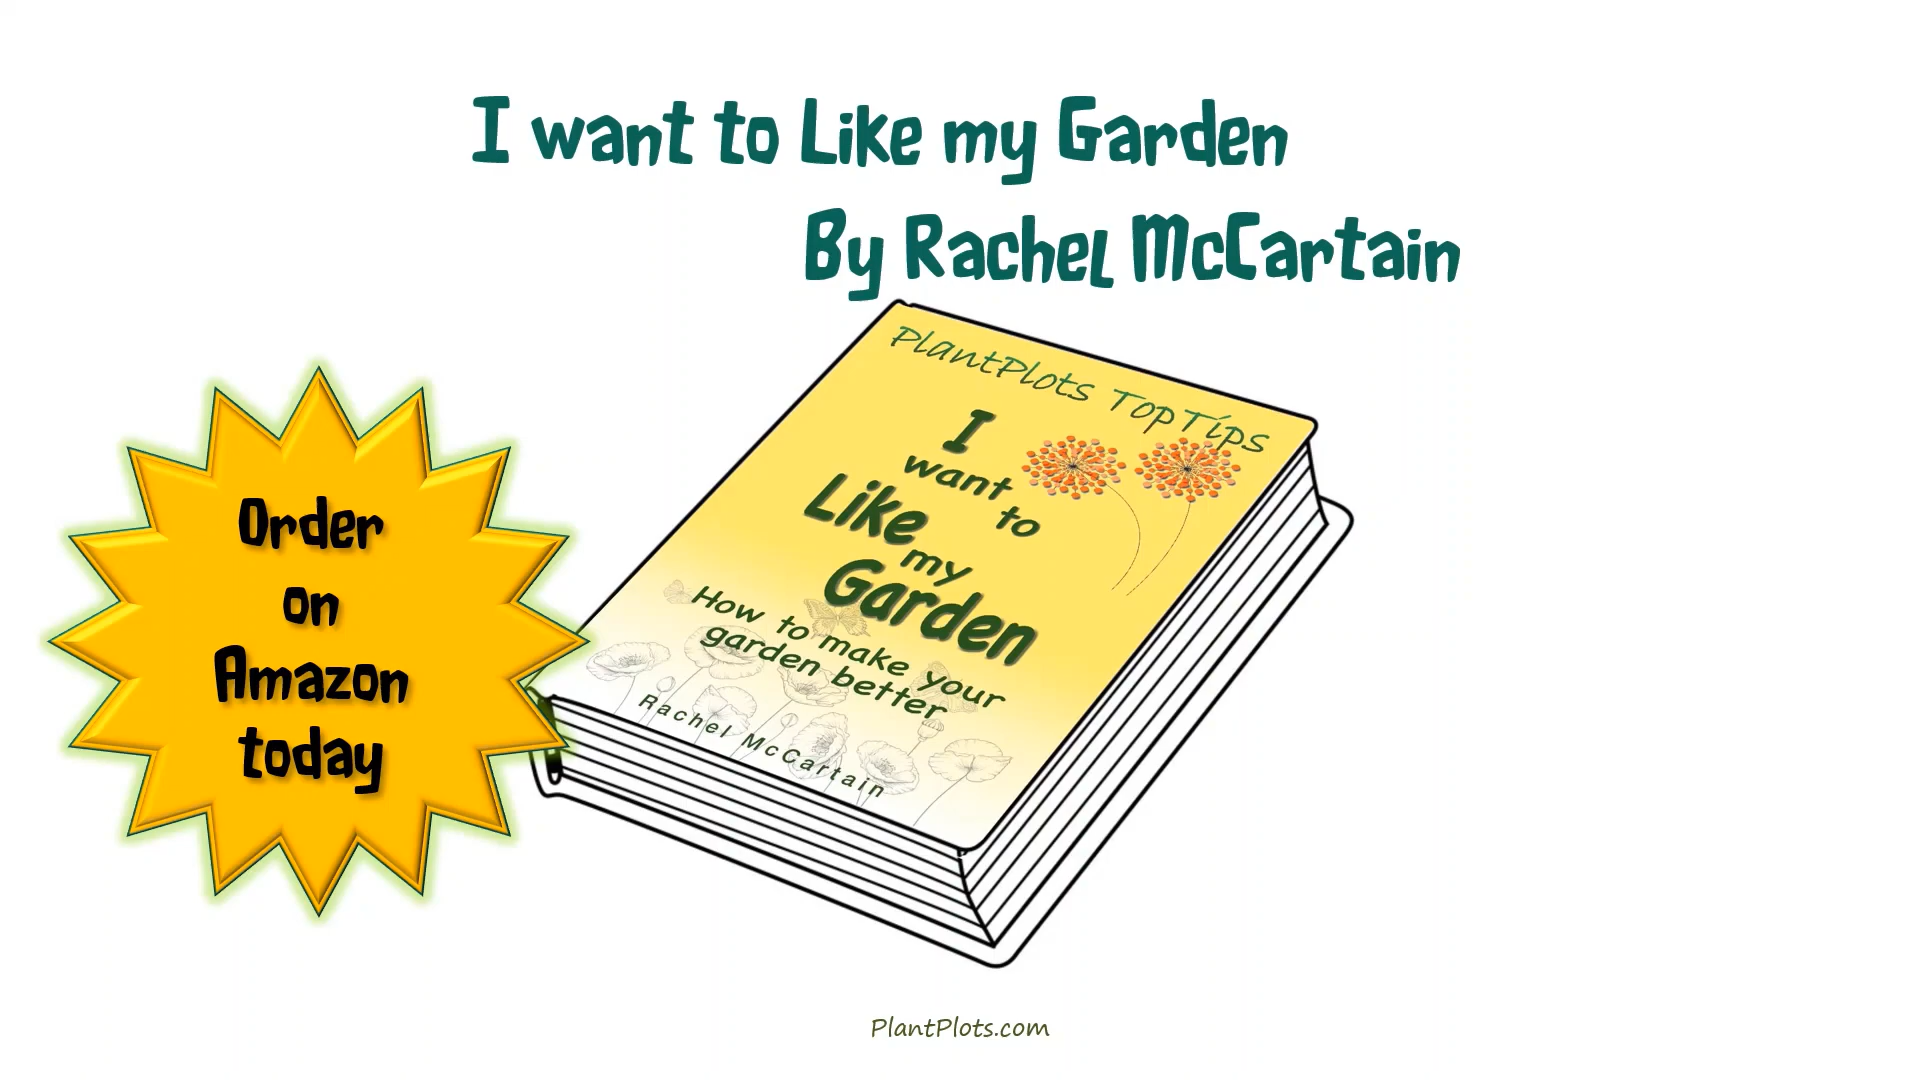 I want to Like my Garden
By Rachel McCartain
PlantPlots TopTips
I
want to
Like
my
Garden
How to make your
garden better
Rachel McCartain
Order
on
Amazon
today
PlantPlots.com